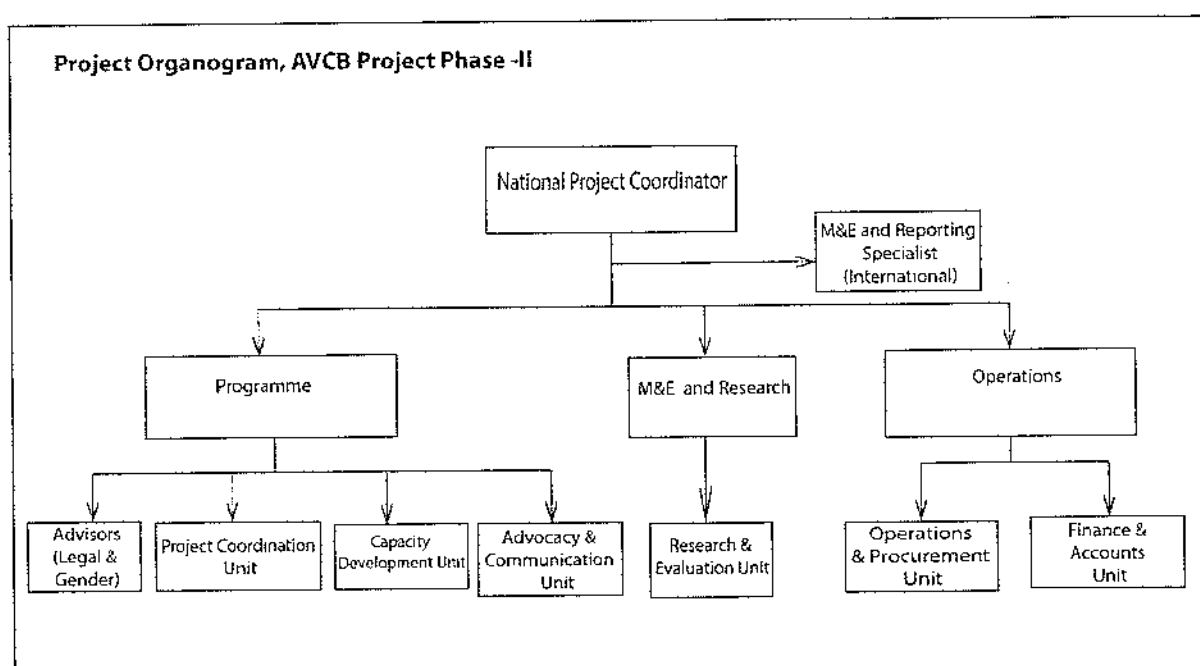 Project Organogram, AVCB Project Phase -II
National Project Coordinator
M&E and Reporting
Specialist
(International)
Programme
M&E and Research
Operations
Advisors
(Legal &
Gender)
Project Coordination
Unit
Capacity
Development Unit
Advocacy &
Communication
Unit
Research &
Evaluation Unit
Operations
& Procurement
Unit
Finance &
Accounts
Unit